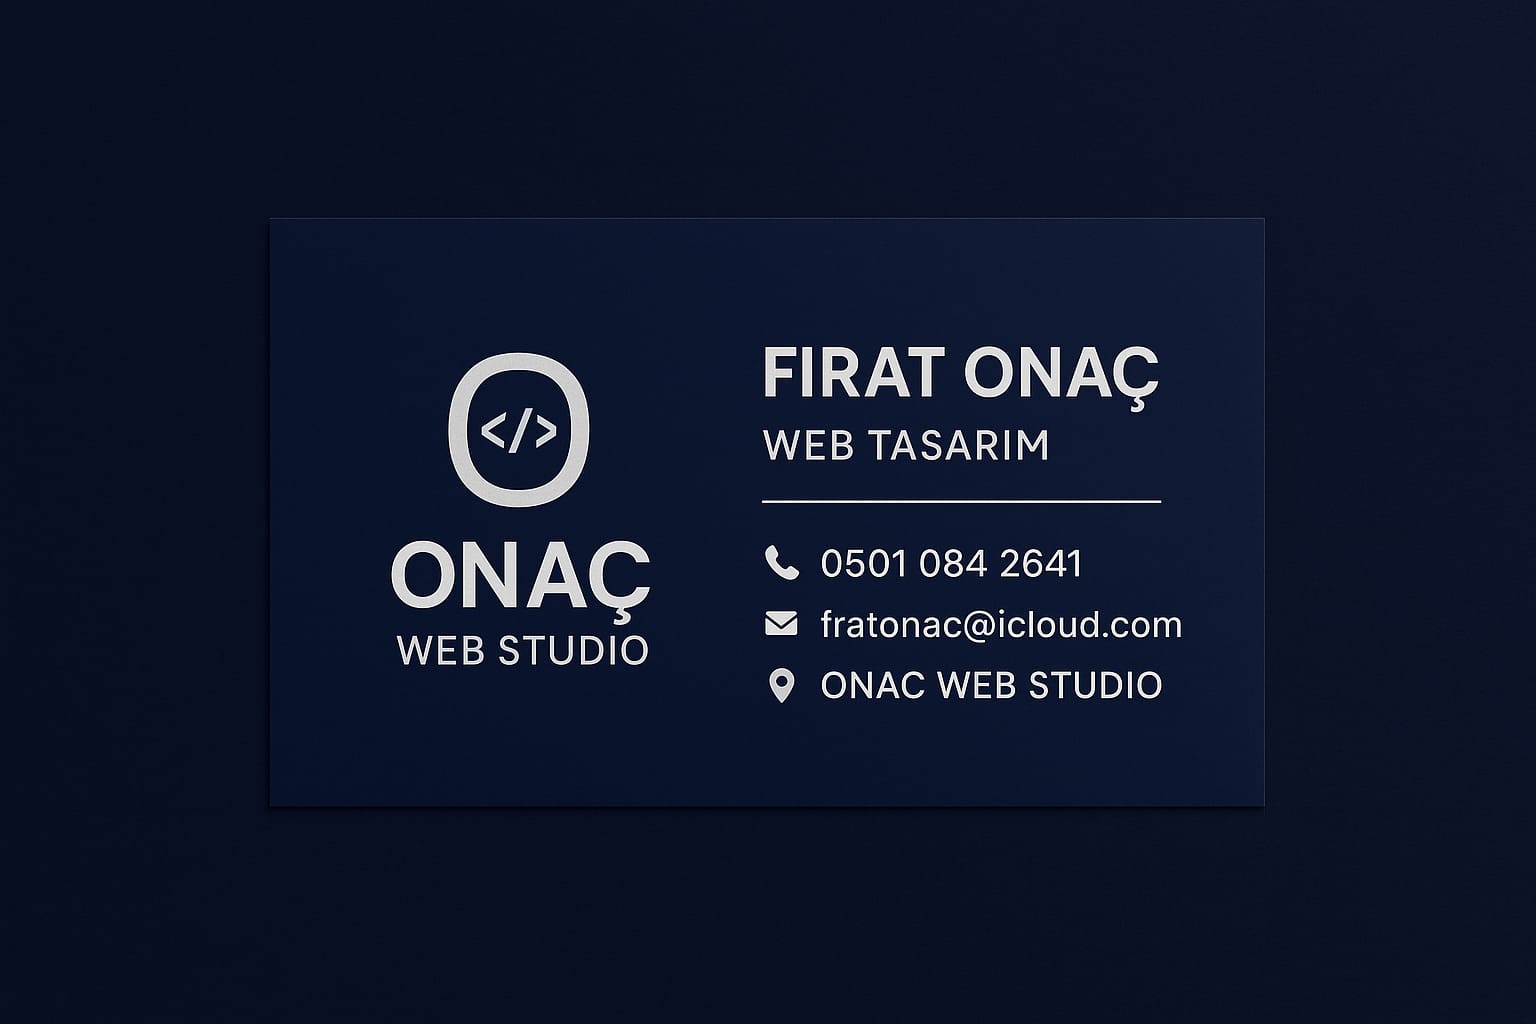 </>
ONAÇ
WEB STUDIO
FIRAT ONAÇ
WEB TASARIM
0501 084 2641
fratonac@icloud.com
ONAC WEB STUDIO